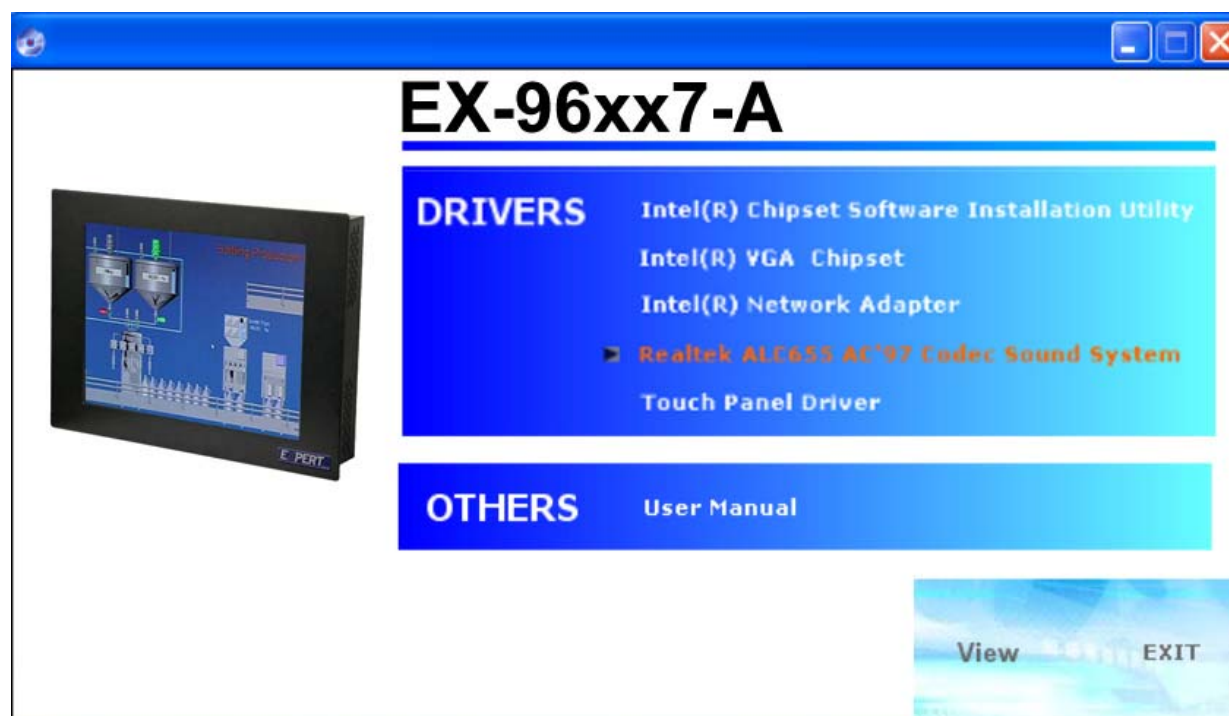 EX-96xx7-A
DRIVERS
Intel(R) Chipset Software Installation Utility
Intel(R) VGA Chipset
Intel(R) Network Adapter
Realtek ALC655 AC'97 Codec Sound System
Touch Panel Driver
E PERT
OTHERS
User Manual
View
EXIT